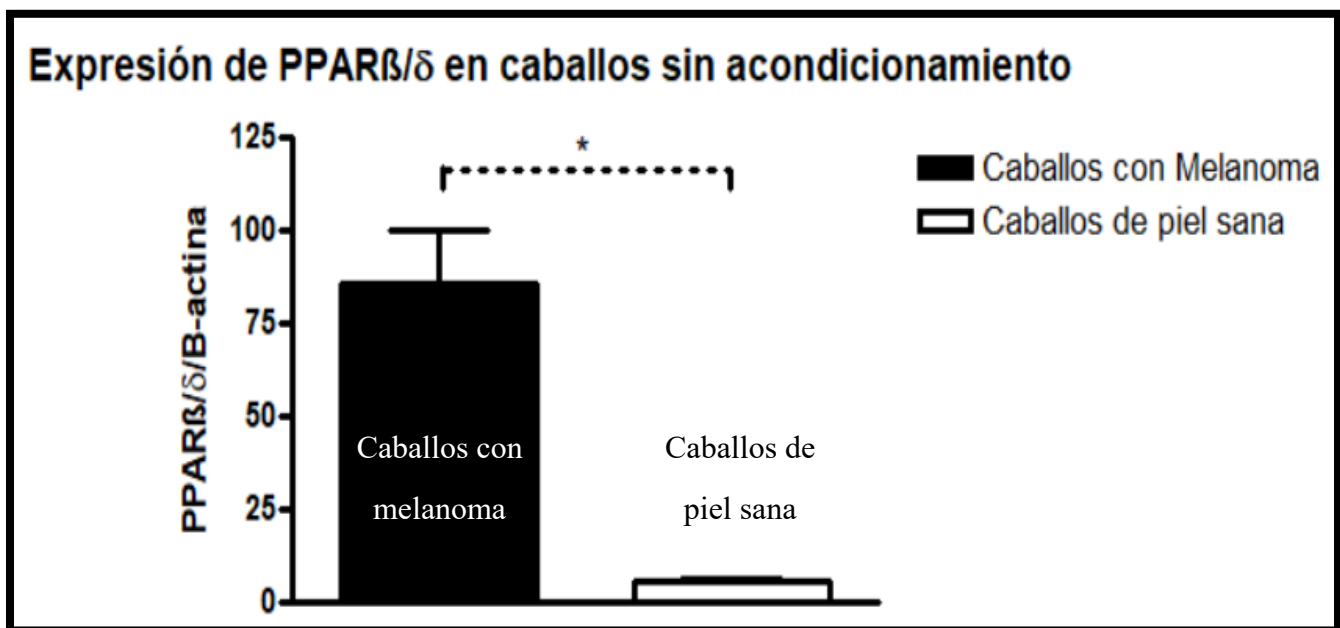 Expresión de PPARß/δ en caballos sin acondicionamiento
PPARß/δ/B-actina
125
100
75
50
25
0
*
Caballos con Melanoma
Caballos de piel sana
Caballos con
melanoma
Caballos de
piel sana